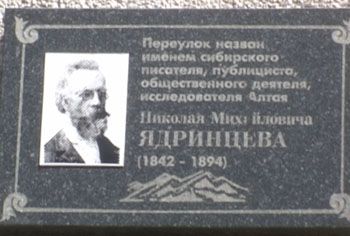 Переулок назван
именем сибирского
писателя, публициста,
общественного деятеля,
исследователя Алтая
Николая Михайловича
ЯДРИНЦЕВА
(1842 - 1894)